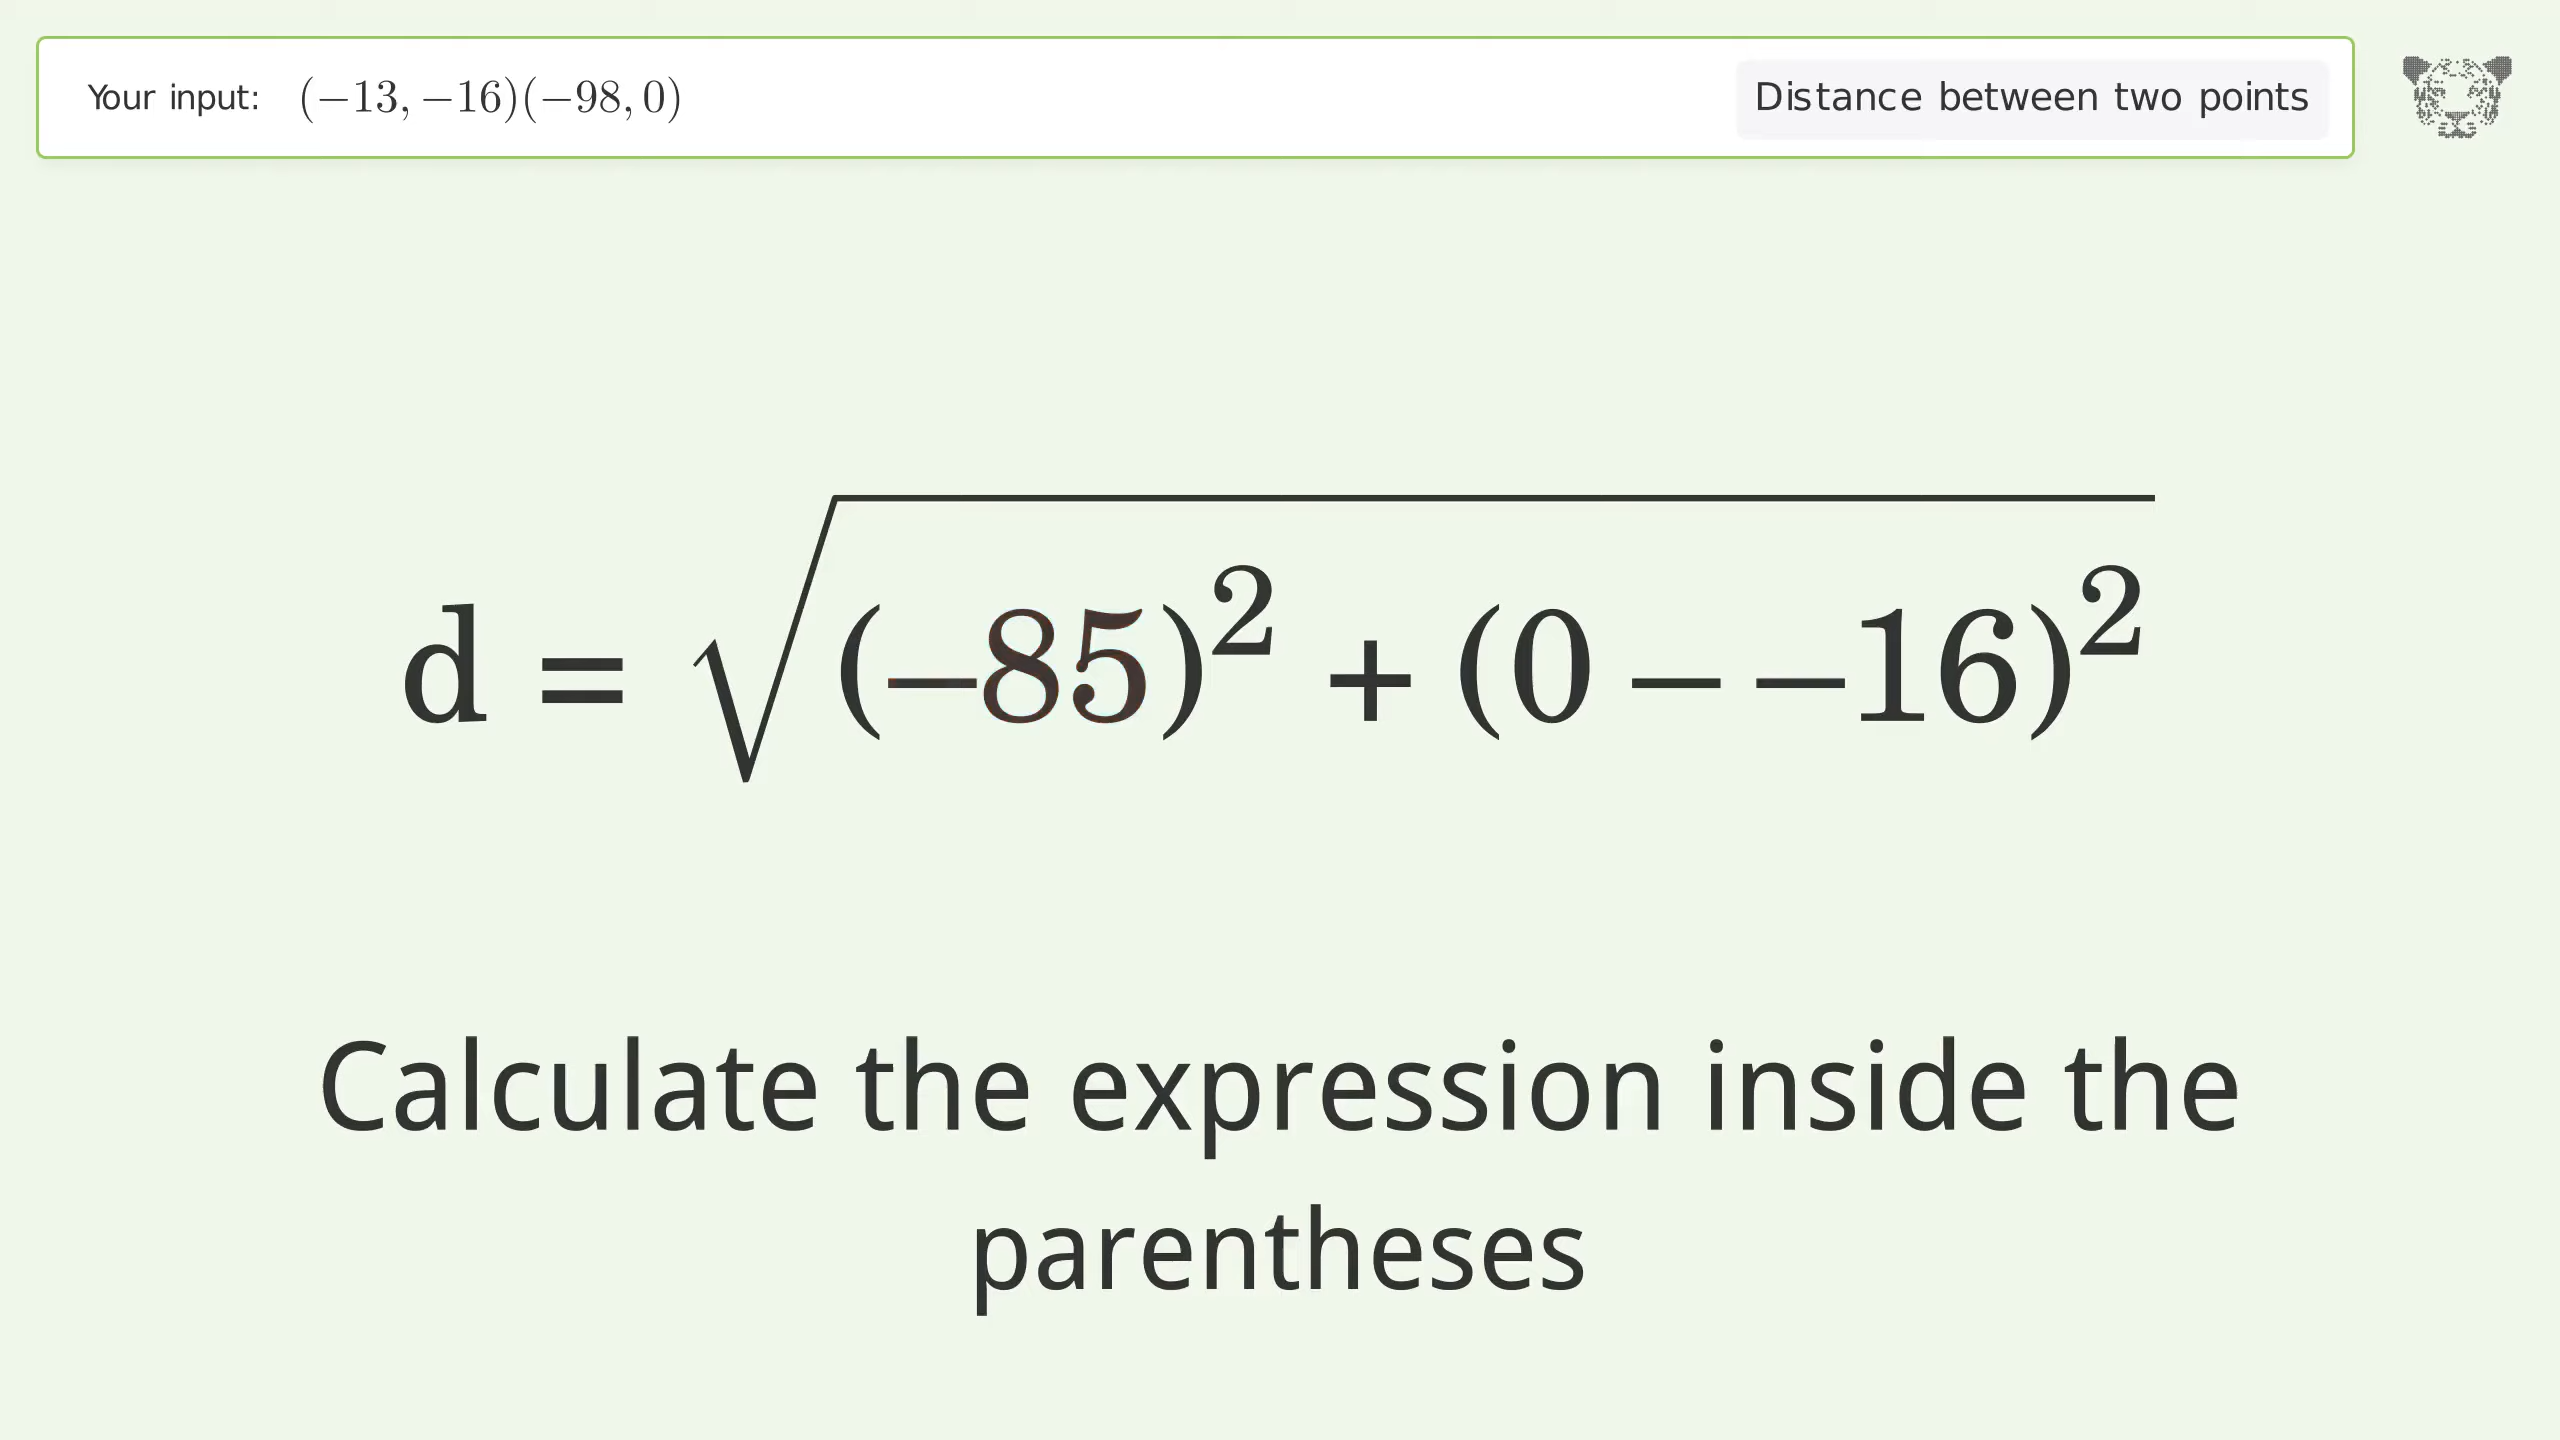 Your input: (−13, −16)(−98, 0)
Distance between two points
d = √(−85)² + (0 − −16)²
Calculate the expression inside the
parentheses